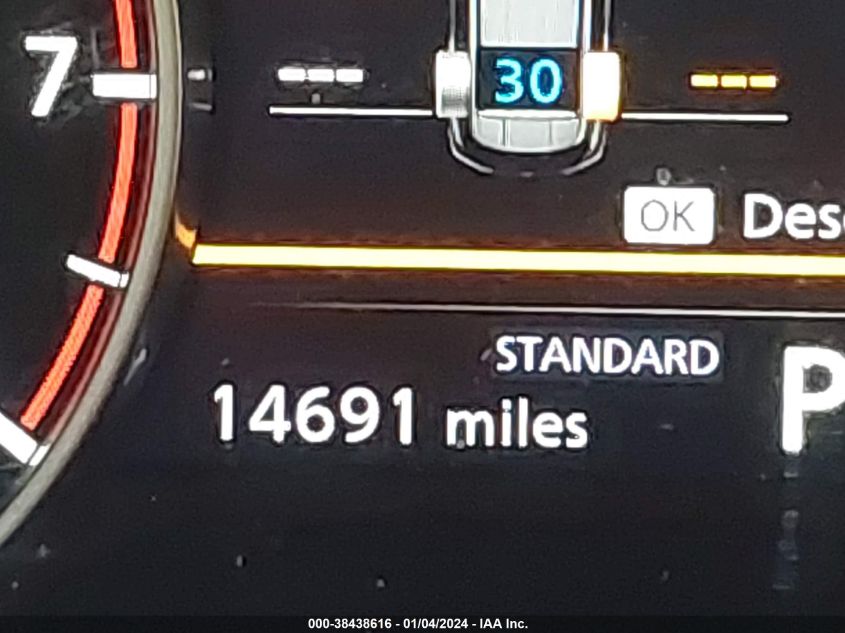 7
30
OK
STANDARD
14691 miles
P
000-38438616 - 01/04/2024 - IAA Inc.